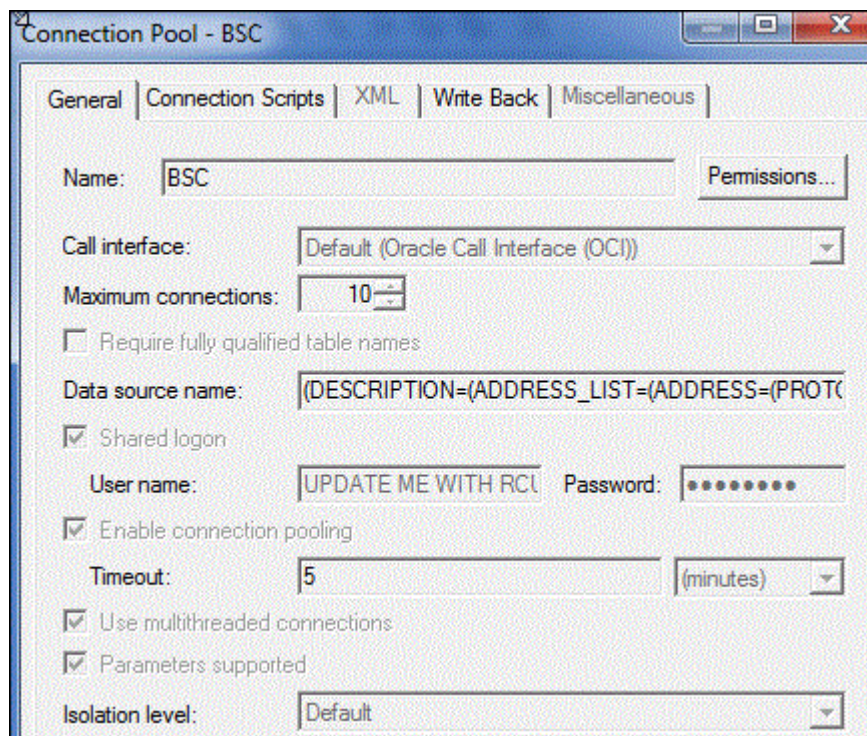 Connection Pool - BSC
General Connection Scripts XML Write Back Miscellaneous
Name: BSC Permissions...
Call interface: Default (Oracle Call Interface (OCI))
Maximum connections: 10
Require fully qualified table names
Data source name: (DESCRIPTION=(ADDRESS_LIST=(ADDRESS=(PROTO
Shared logon
User name: UPDATE ME WITH RCU Password: ●●●●●●●●
Enable connection pooling
Timeout: 5 (minutes)
Use multithreaded connections
Parameters supported
Isolation level: Default